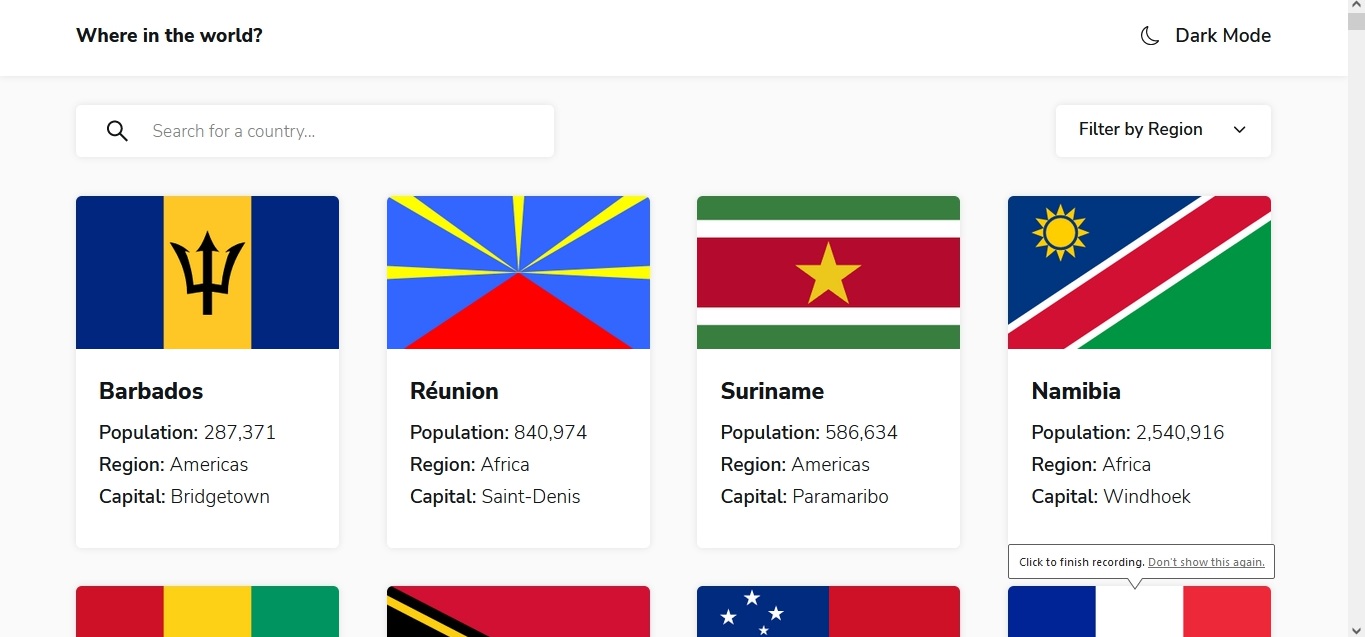 Where in the world?
Dark Mode
Search for a country...
Filter by Region
Barbados
Population: 287,371
Region: Americas
Capital: Bridgetown
Réunion
Population: 840,974
Region: Africa
Capital: Saint-Denis
Suriname
Population: 586,634
Region: Americas
Capital: Paramaribo
Namibia
Population: 2,540,916
Region: Africa
Capital: Windhoek
Click to finish recording. Don't show this again.